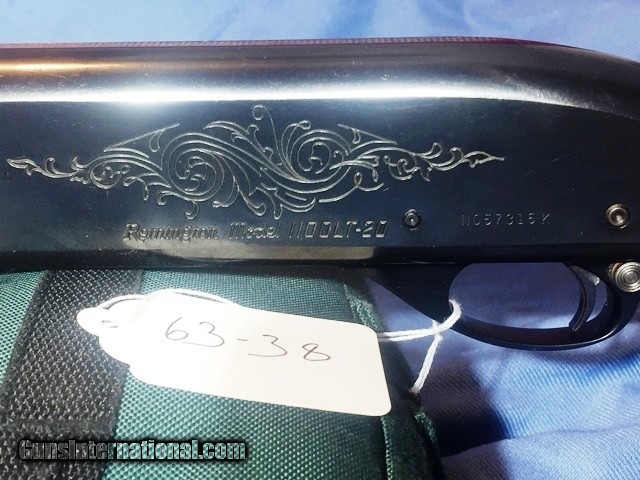 Remington Model 1100LT-20
N057315K
63-38
GunsInternational.com